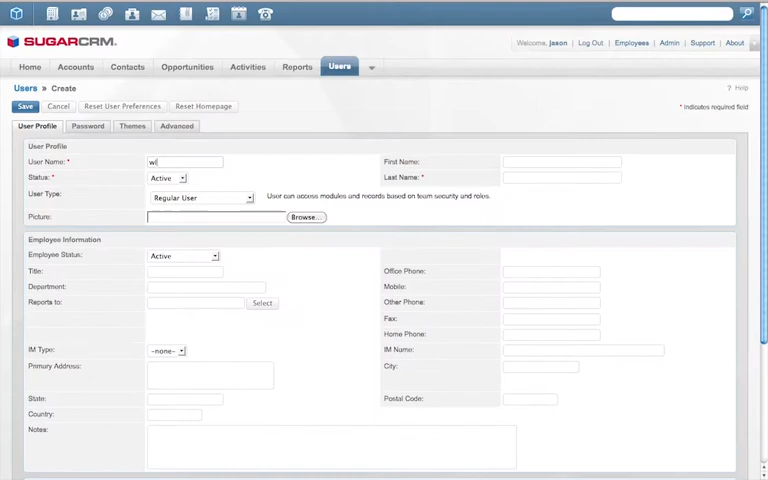 SUGARCRM.
Welcome, jason | Log Out | Employees | Admin | Support | About
Home Accounts Contacts Opportunities Activities Reports Users
Users » Create
? Help
Save Cancel Reset User Preferences Reset Homepage
* Indicates required field
User Profile Password Themes Advanced
User Profile
User Name: * wl First Name:
Status: * Active Last Name: *
User Type: Regular User User can access modules and records based on team security and roles.
Picture: Browse...
Employee Information
Employee Status: Active
Title: Office Phone:
Department: Mobile:
Reports to: Select Other Phone:
Fax:
Home Phone:
IM Type: -none- IM Name:
Primary Address: City:
State: Postal Code:
Country:
Notes: